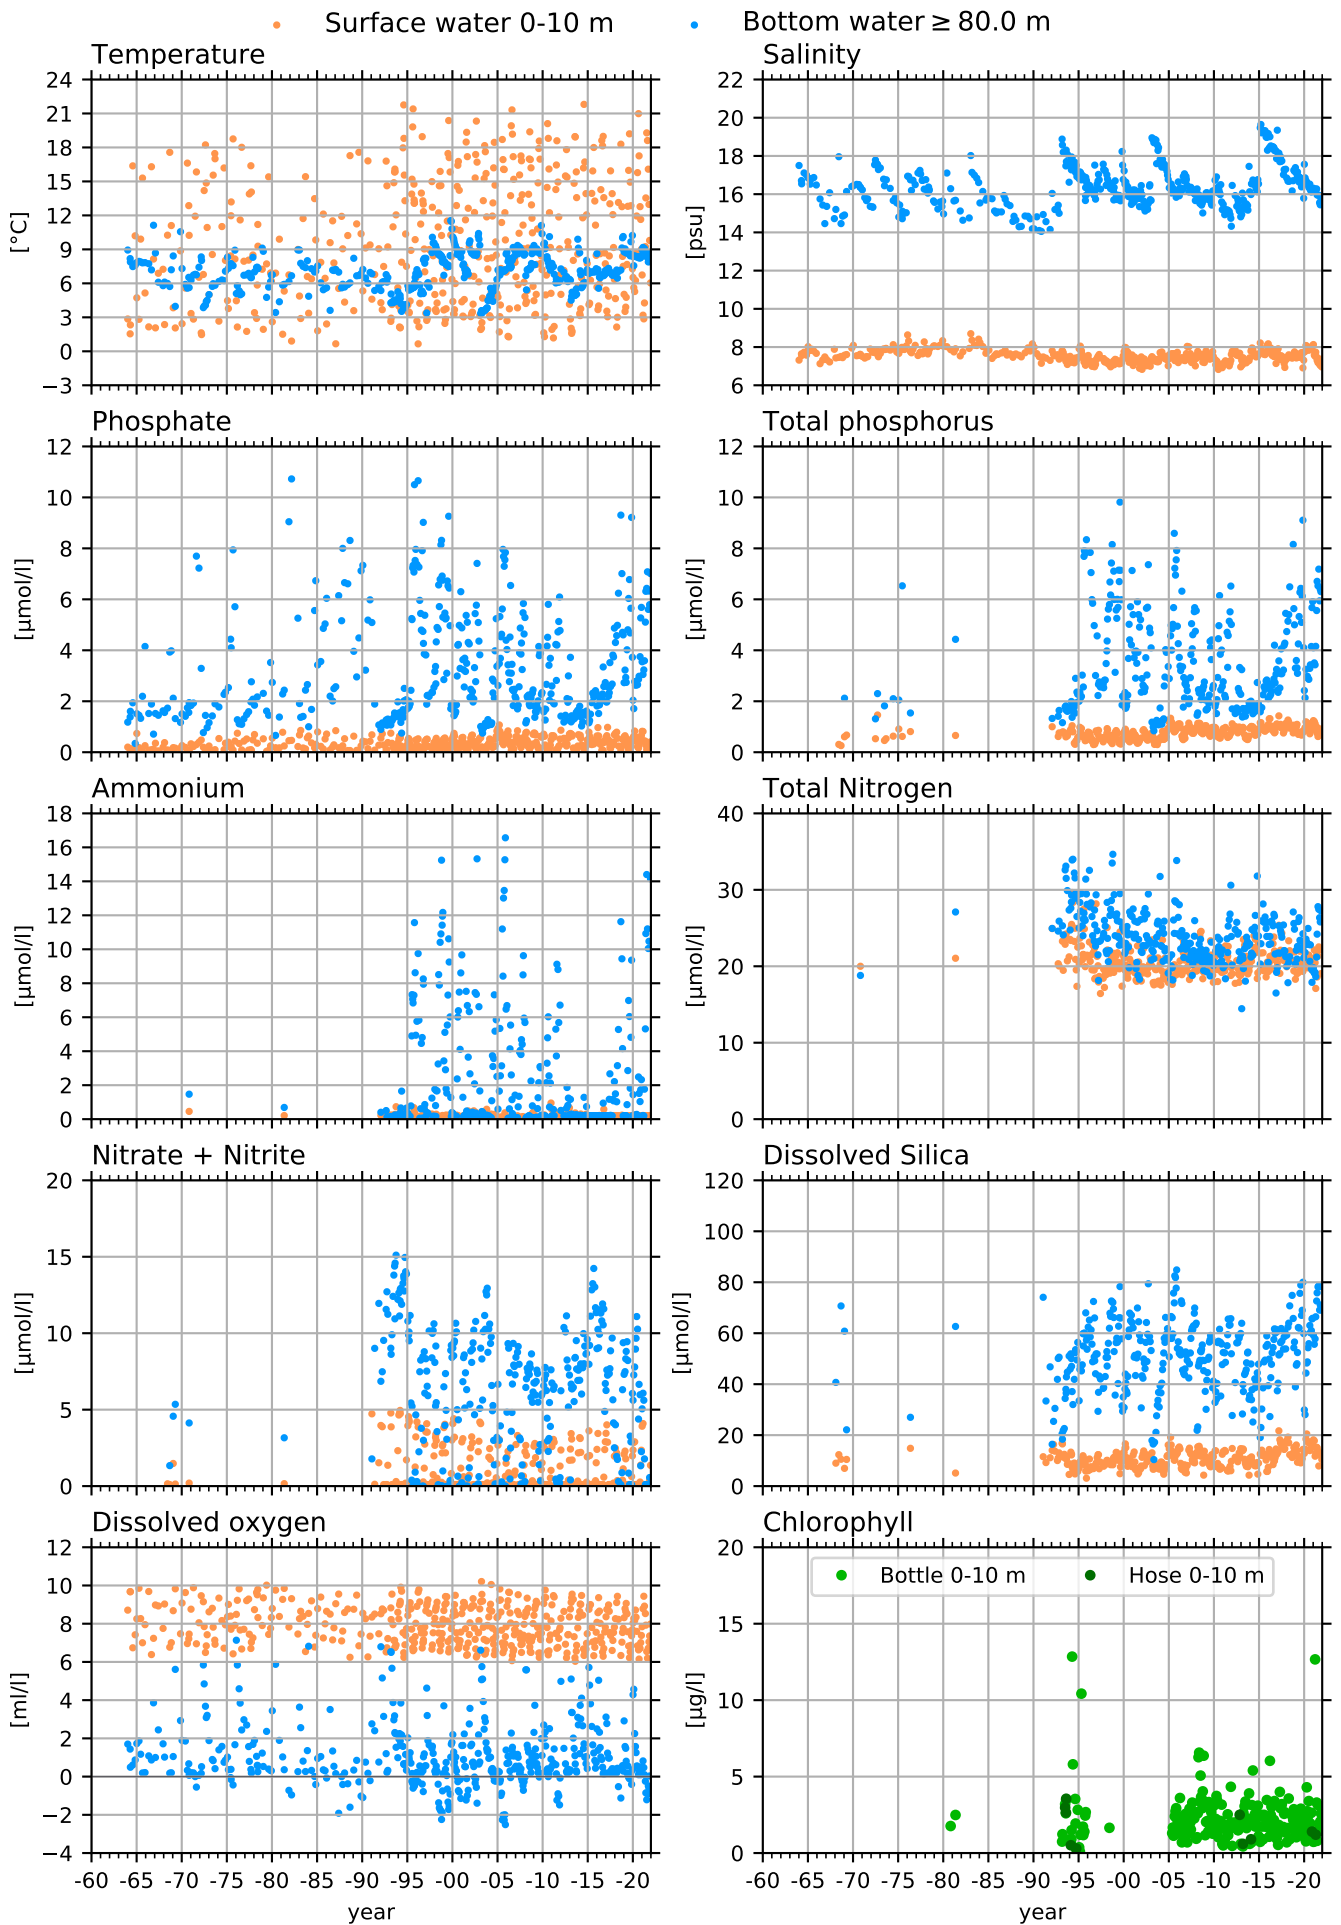 Surface water 0-10 m Bottom water ≥ 80.0 m
Temperature
24
21
18
15
12
9
6
3
0
−3
[°C]
Salinity
22
20
18
16
14
12
10
8
6
[psu]
Phosphate
12
10
8
6
4
2
0
[µmol/l]
Total phosphorus
12
10
8
6
4
2
0
[µmol/l]
Ammonium
18
16
14
12
10
8
6
4
2
0
[µmol/l]
Total Nitrogen
40
30
20
10
0
[µmol/l]
Nitrate + Nitrite
20
15
10
5
0
[µmol/l]
Dissolved Silica
120
100
80
60
40
20
0
[µmol/l]
Dissolved oxygen
12
10
8
6
4
2
0
−2
−4
[ml/l]
-60 -65 -70 -75 -80 -85 -90 -95 -00 -05 -10 -15 -20
year
Chlorophyll
Bottle 0-10 m Hose 0-10 m
20
15
10
5
0
[µg/l]
-60 -65 -70 -75 -80 -85 -90 -95 -00 -05 -10 -15 -20
year